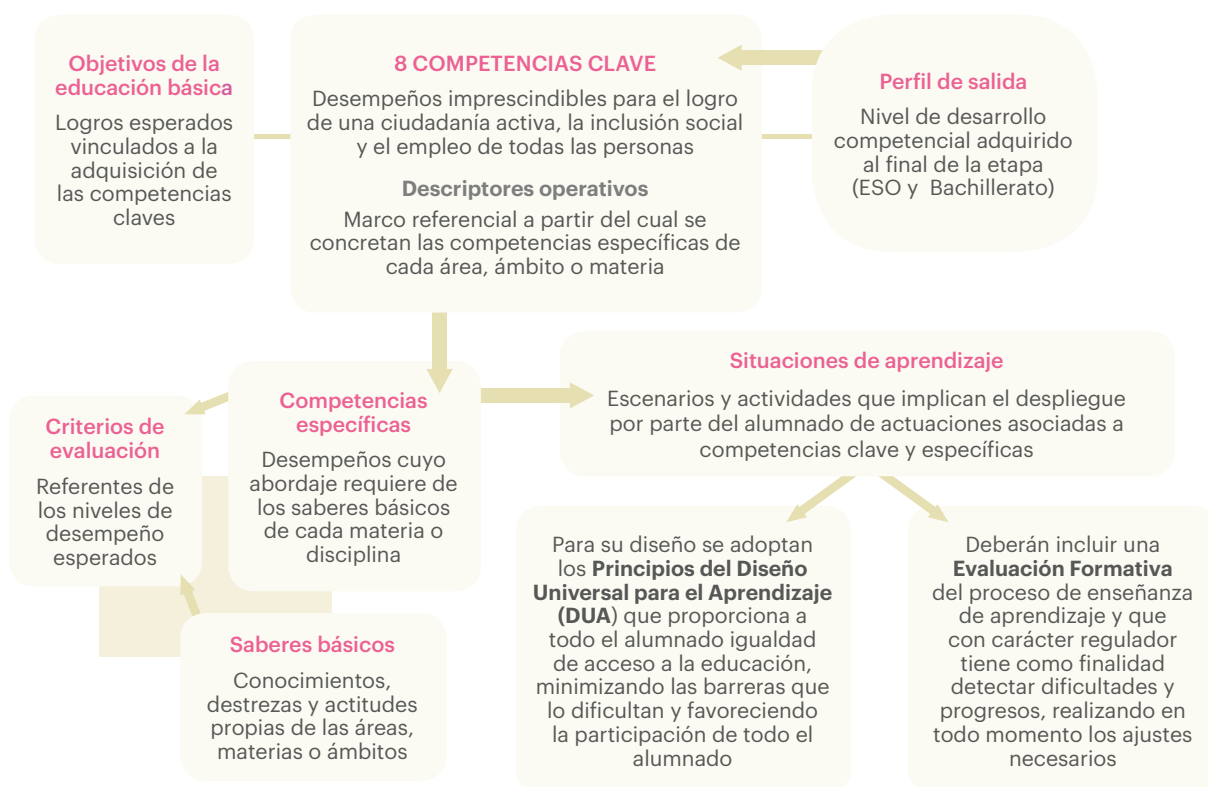 Objetivos de la
educación básica
Logros esperados
vinculados a la
adquisición de
las competencias
claves
8 COMPETENCIAS CLAVE
Desempeños imprescindibles para el logro
de una ciudadanía activa, la inclusión social
y el empleo de todas las personas
Descriptores operativos
Marco referencial a partir del cual se
concretan las competencias específicas de
cada área, ámbito o materia
Perfil de salida
Nivel de desarrollo
competencial adquirido
al final de la etapa
(ESO y Bachillerato)
Criterios de
evaluación
Referentes de
los niveles de
desempeño
esperados
Competencias
específicas
Desempeños cuyo
abordaje requiere de
los saberes básicos
de cada materia o
disciplina
Saberes básicos
Conocimientos,
destrezas y actitudes
propias de las áreas,
materias o ámbitos
Situaciones de aprendizaje
Escenarios y actividades que implican el despliegue
por parte del alumnado de actuaciones asociadas a
competencias clave y específicas
Para su diseño se adoptan
los Principios del Diseño
Universal para el Aprendizaje
(DUA) que proporciona a
todo el alumnado igualdad
de acceso a la educación,
minimizando las barreras que
lo dificultan y favoreciendo
la participación de todo el
alumnado
Deberán incluir una
Evaluación Formativa
del proceso de enseñanza
de aprendizaje y que
con carácter regulador
tiene como finalidad
detectar dificultades y
progresos, realizando en
todo momento los ajustes
necesarios